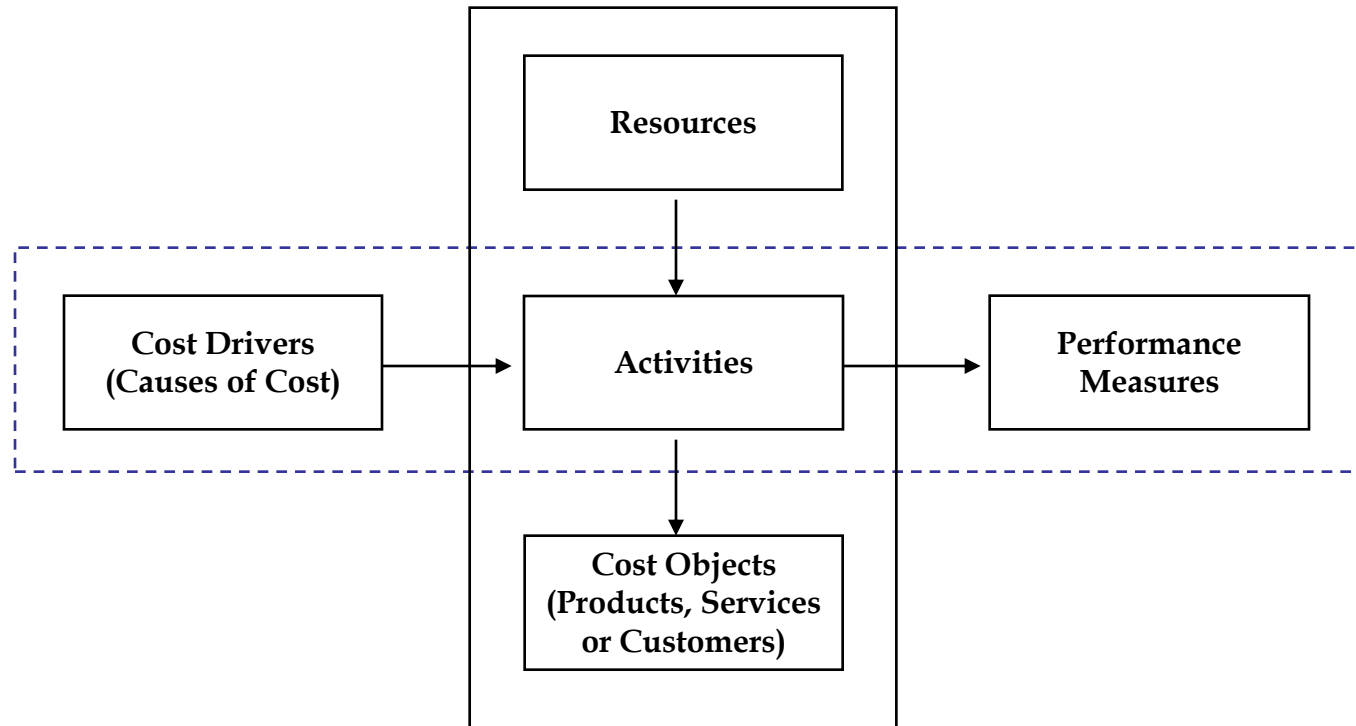 Resources
Cost Drivers
(Causes of Cost)
Activities
Performance
Measures
Cost Objects
(Products, Services
or Customers)